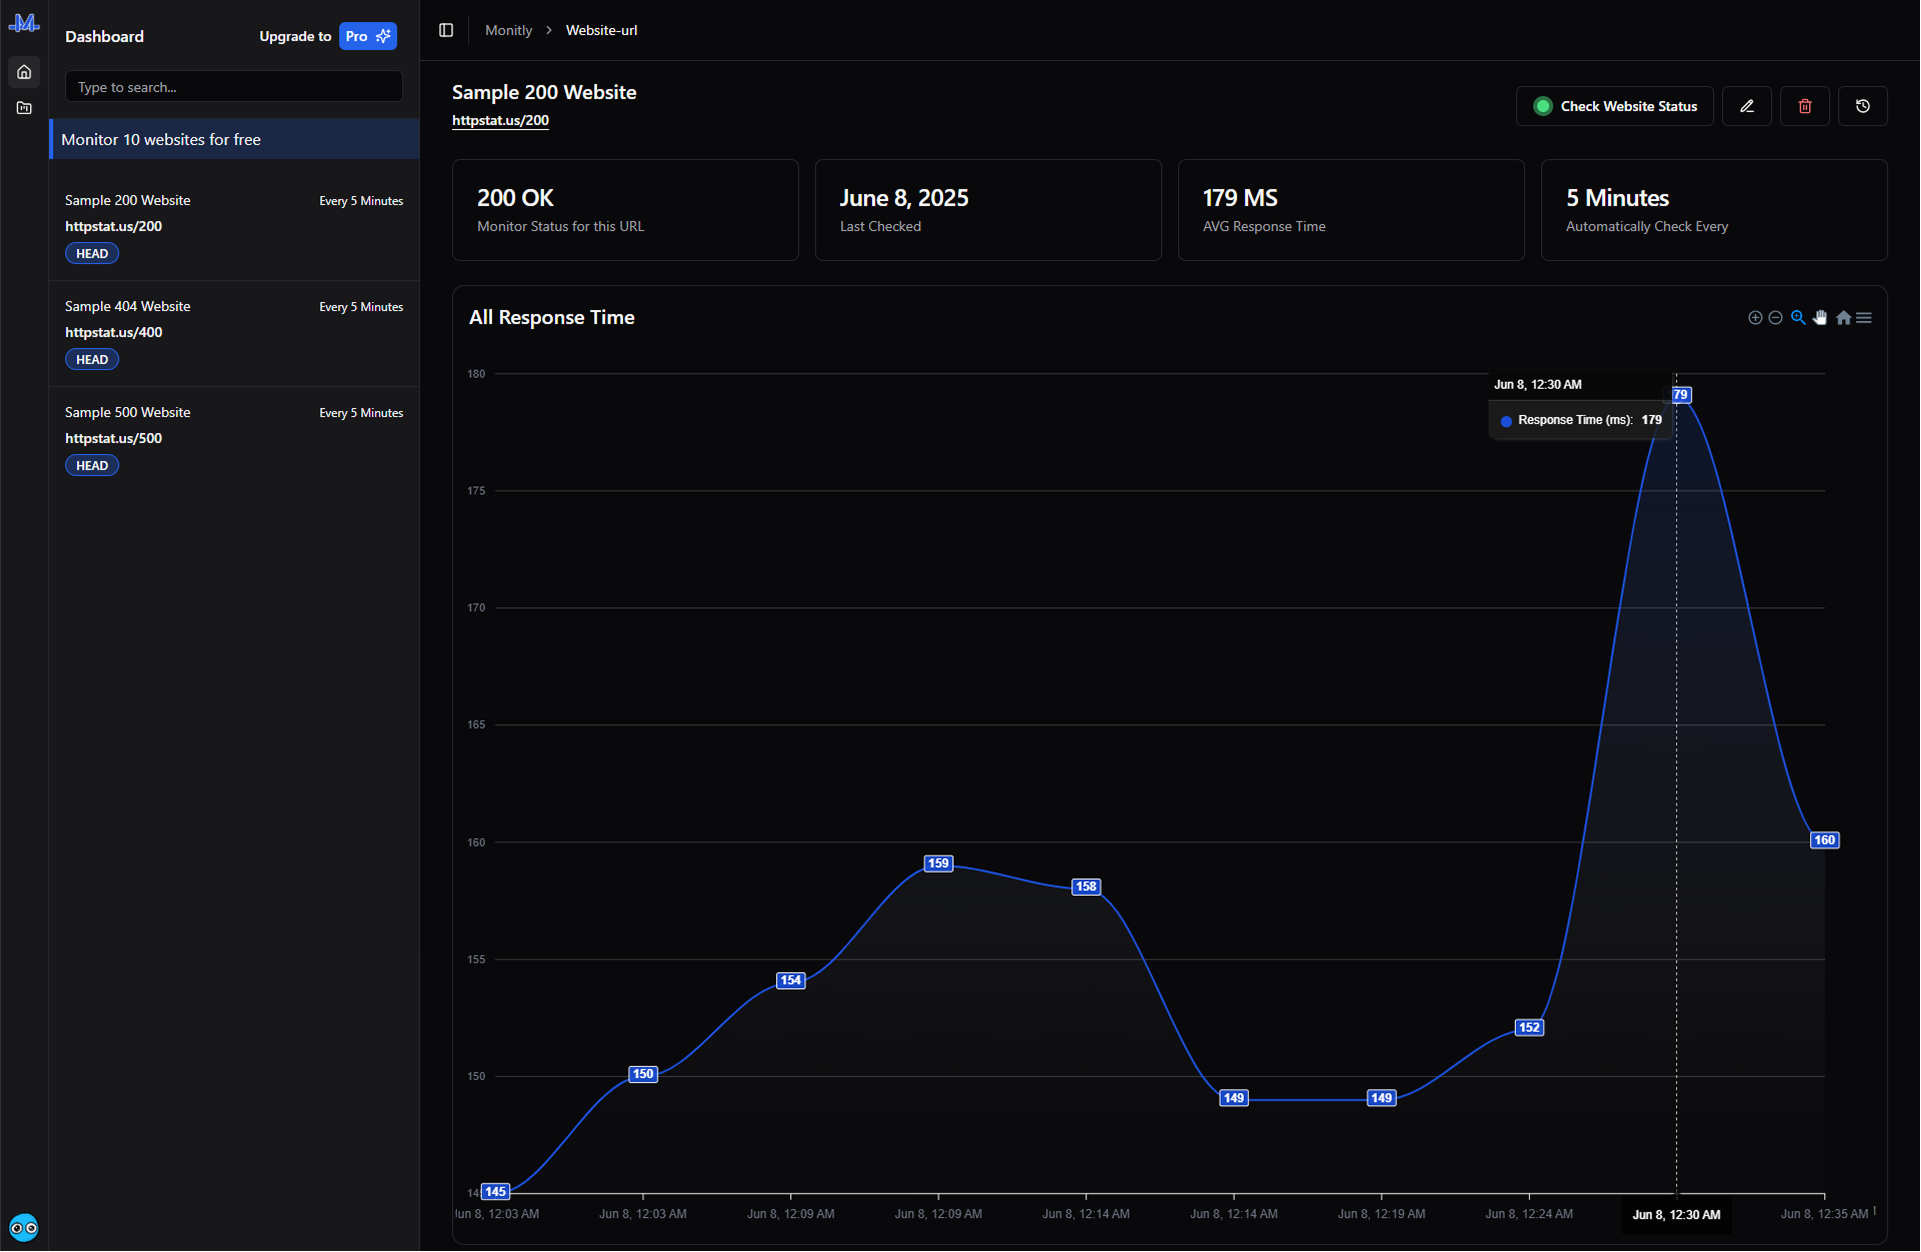 M
Dashboard
Upgrade to Pro
Type to search...
Monitor 10 websites for free
Sample 200 Website Every 5 Minutes
httpstat.us/200
HEAD
Sample 404 Website Every 5 Minutes
httpstat.us/400
HEAD
Sample 500 Website Every 5 Minutes
httpstat.us/500
HEAD
Monitly > Website-url
Sample 200 Website
httpstat.us/200
Check Website Status
200 OK
Monitor Status for this URL
June 8, 2025
Last Checked
179 MS
AVG Response Time
5 Minutes
Automatically Check Every
All Response Time
180
175
170
165
160
155
150
Jun 8, 12:30 AM
Response Time (ms): 179
79
145
150
154
159
158
149
149
152
160
Jun 8, 12:03 AM
Jun 8, 12:03 AM
Jun 8, 12:09 AM
Jun 8, 12:09 AM
Jun 8, 12:14 AM
Jun 8, 12:14 AM
Jun 8, 12:19 AM
Jun 8, 12:24 AM
Jun 8, 12:30 AM
Jun 8, 12:35 AM